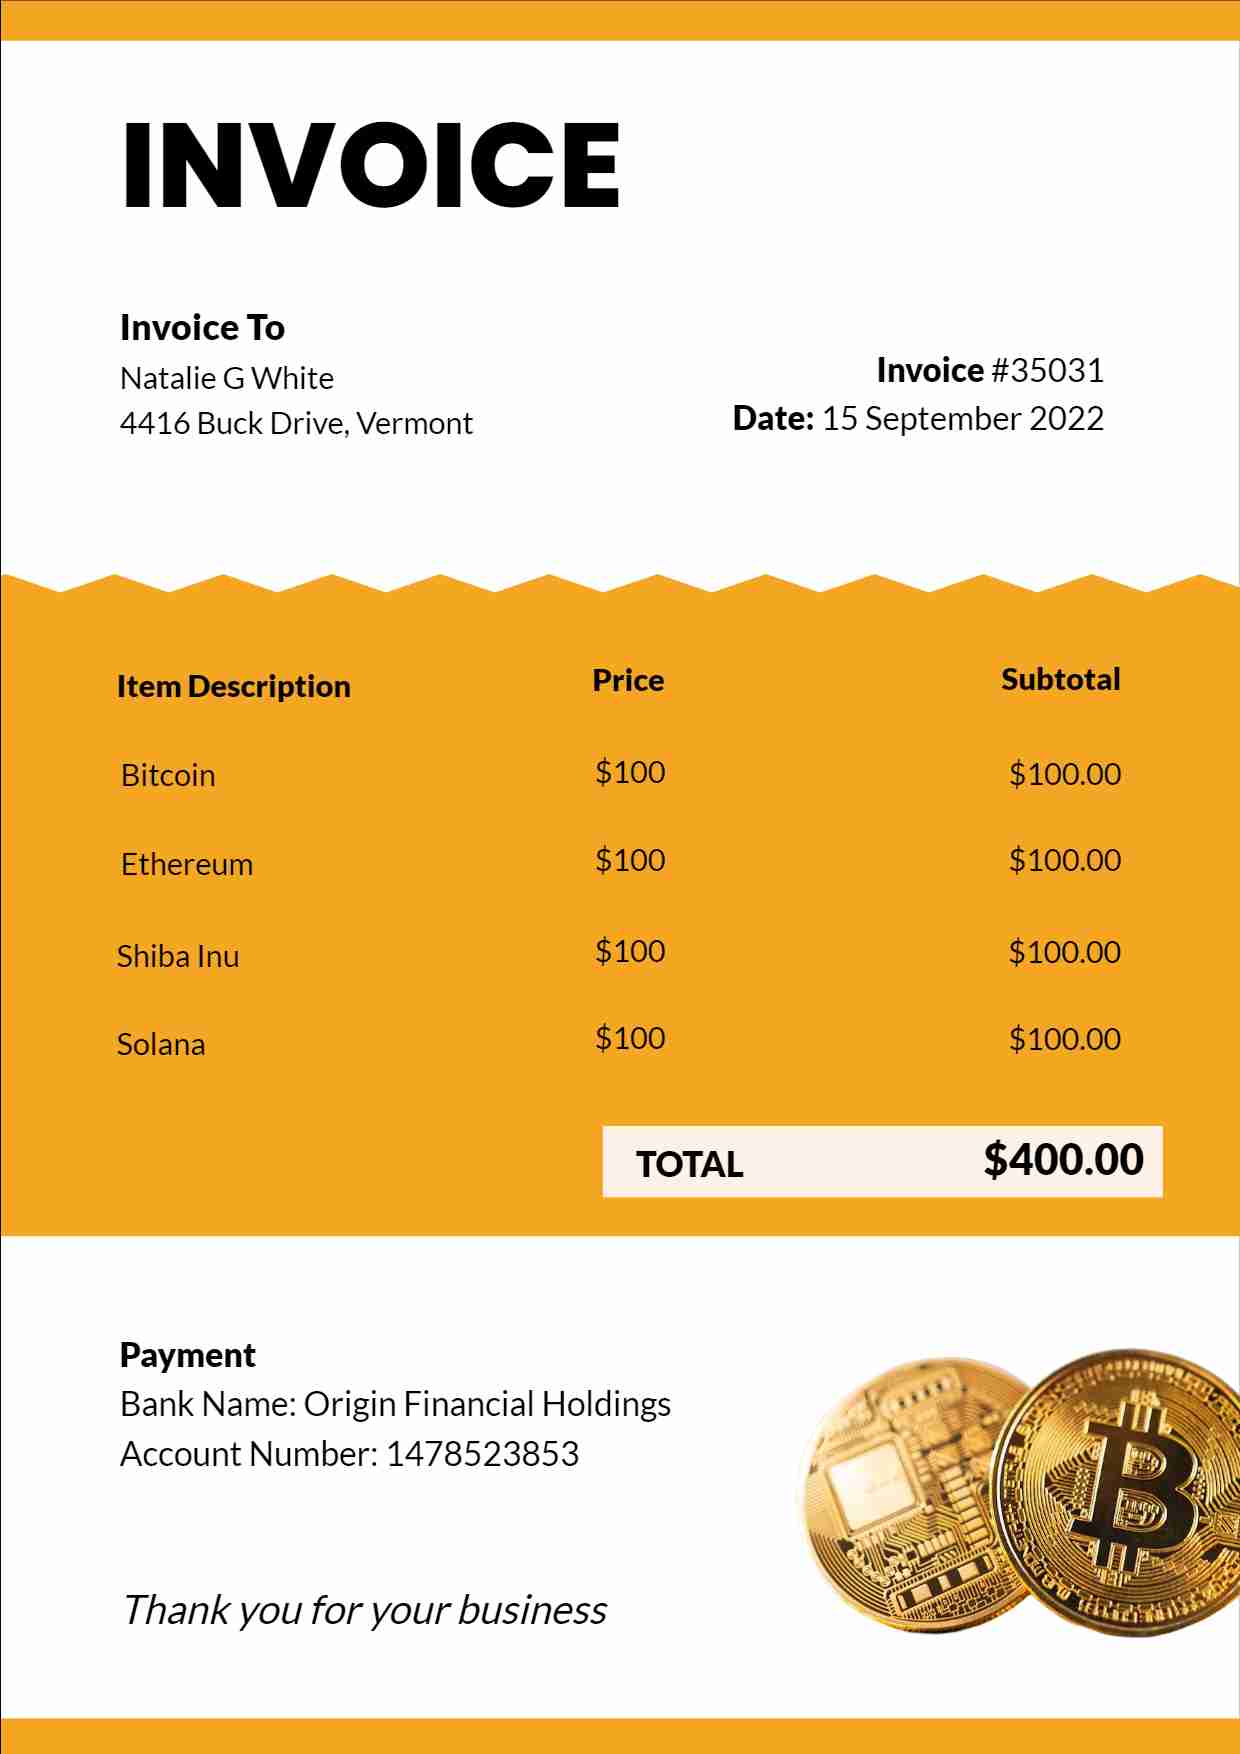 INVOICE
Invoice To
Natalie G White
4416 Buck Drive, Vermont
Invoice #35031
Date: 15 September 2022
Item Description Price Subtotal
Bitcoin $100 $100.00
Ethereum $100 $100.00
Shiba Inu $100 $100.00
Solana $100 $100.00
TOTAL $400.00
Payment
Bank Name: Origin Financial Holdings
Account Number: 1478523853
Thank you for your business